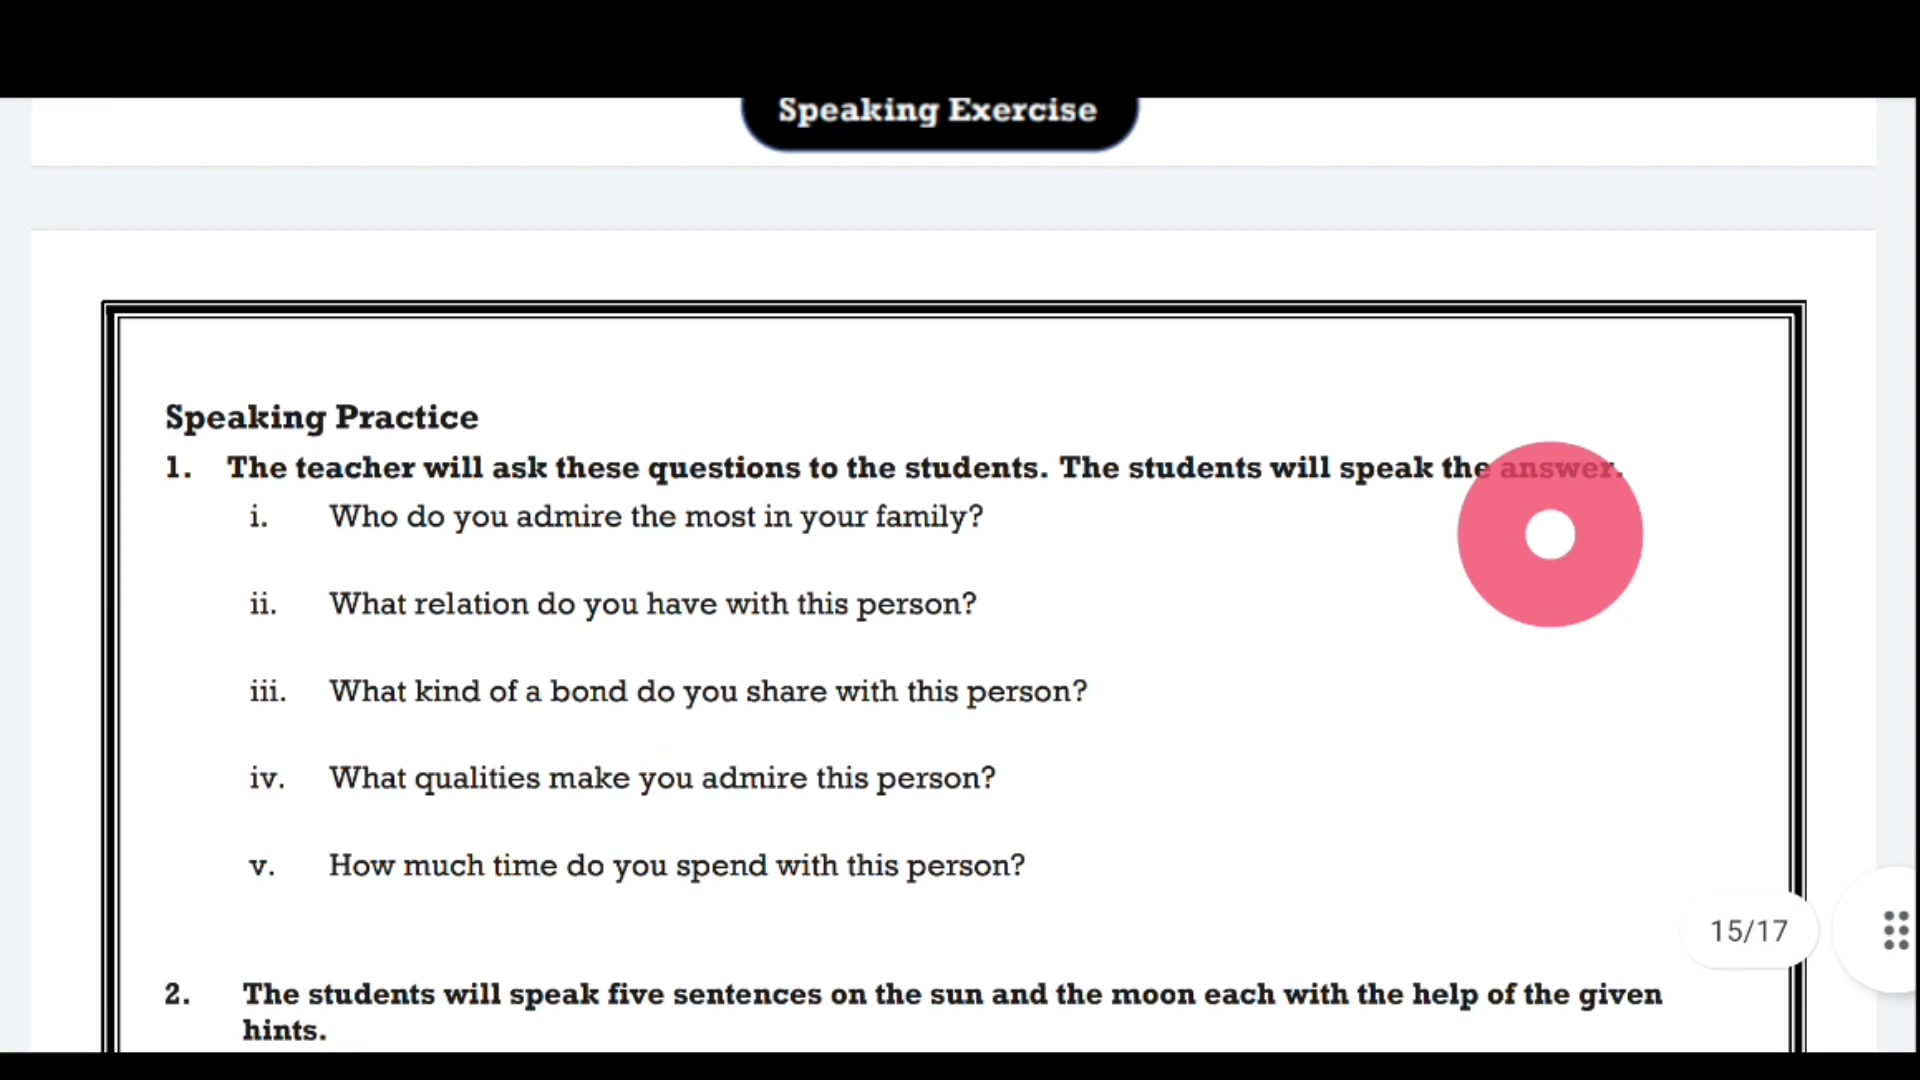 Speaking Exercise
Speaking Practice
1. The teacher will ask these questions to the students. The students will speak the answer.
i. Who do you admire the most in your family?
ii. What relation do you have with this person?
iii. What kind of a bond do you share with this person?
iv. What qualities make you admire this person?
v. How much time do you spend with this person?
15/17
2. The students will speak five sentences on the sun and the moon each with the help of the given
hints.